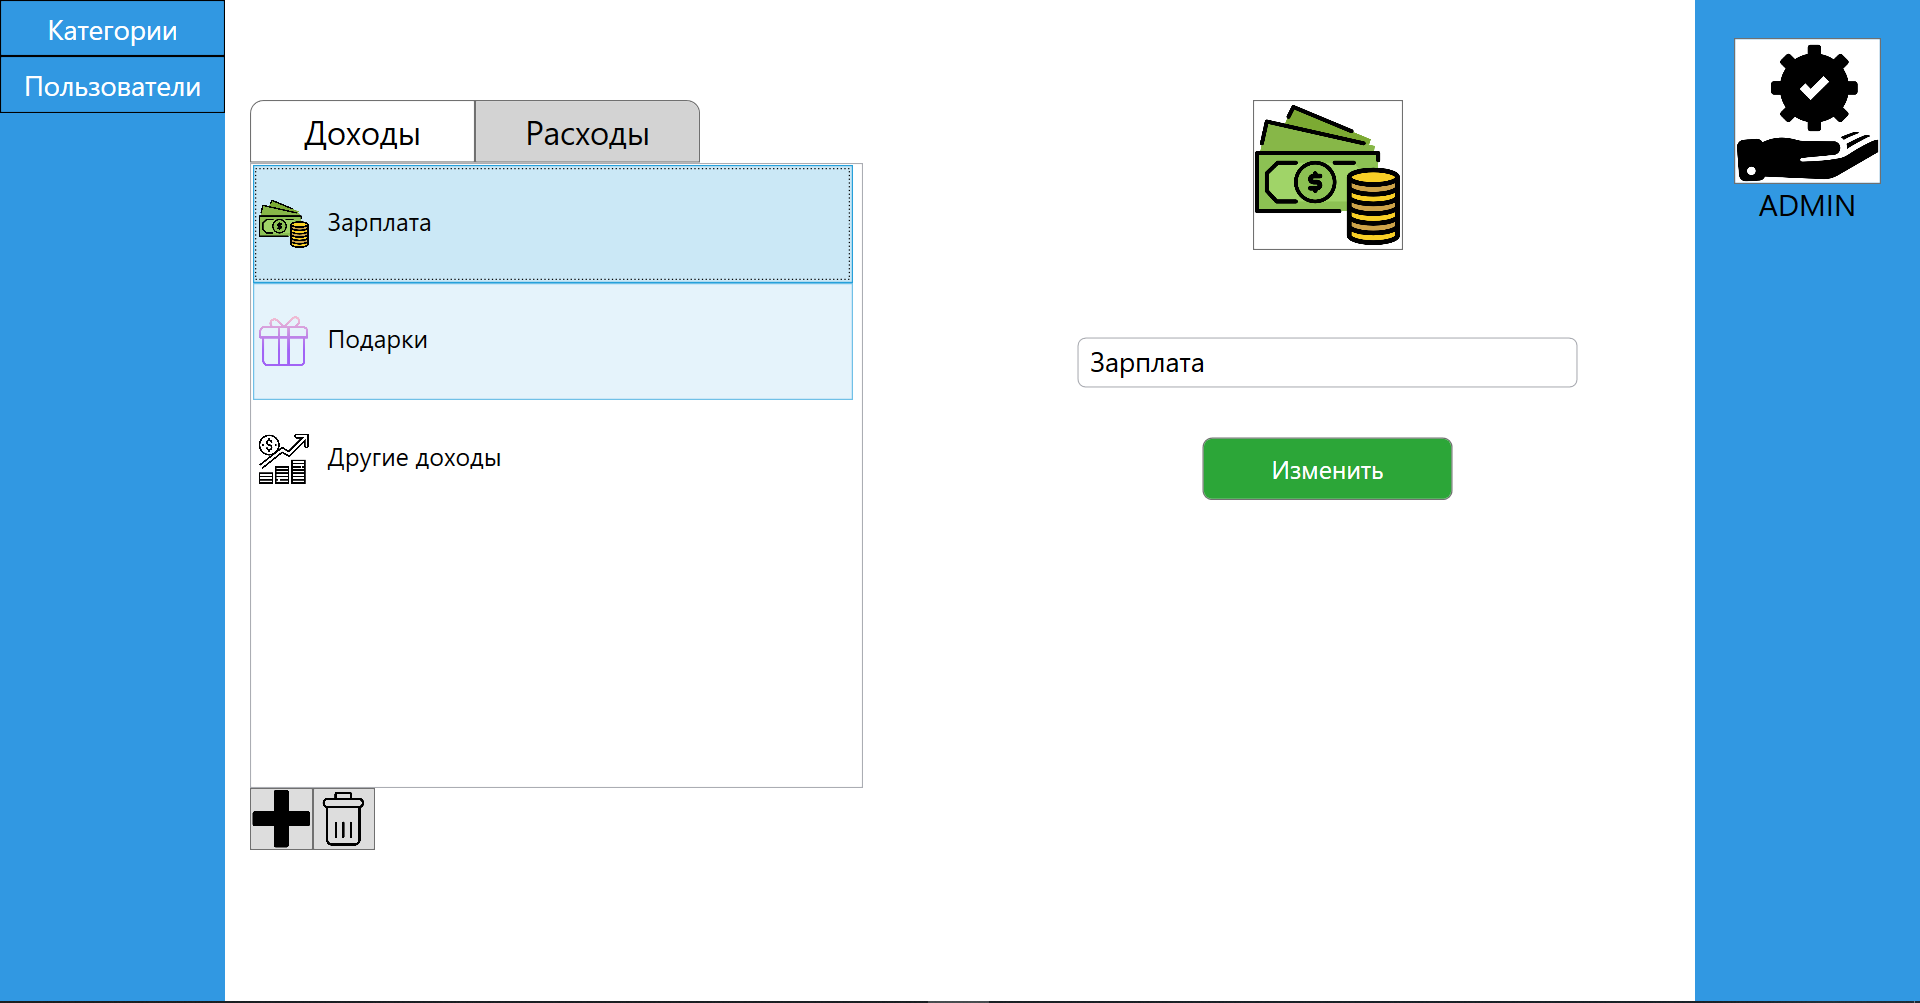 Категории
Пользователи
Доходы
Расходы
Зарплата
Подарки
Другие доходы
Зарплата
Изменить
ADMIN